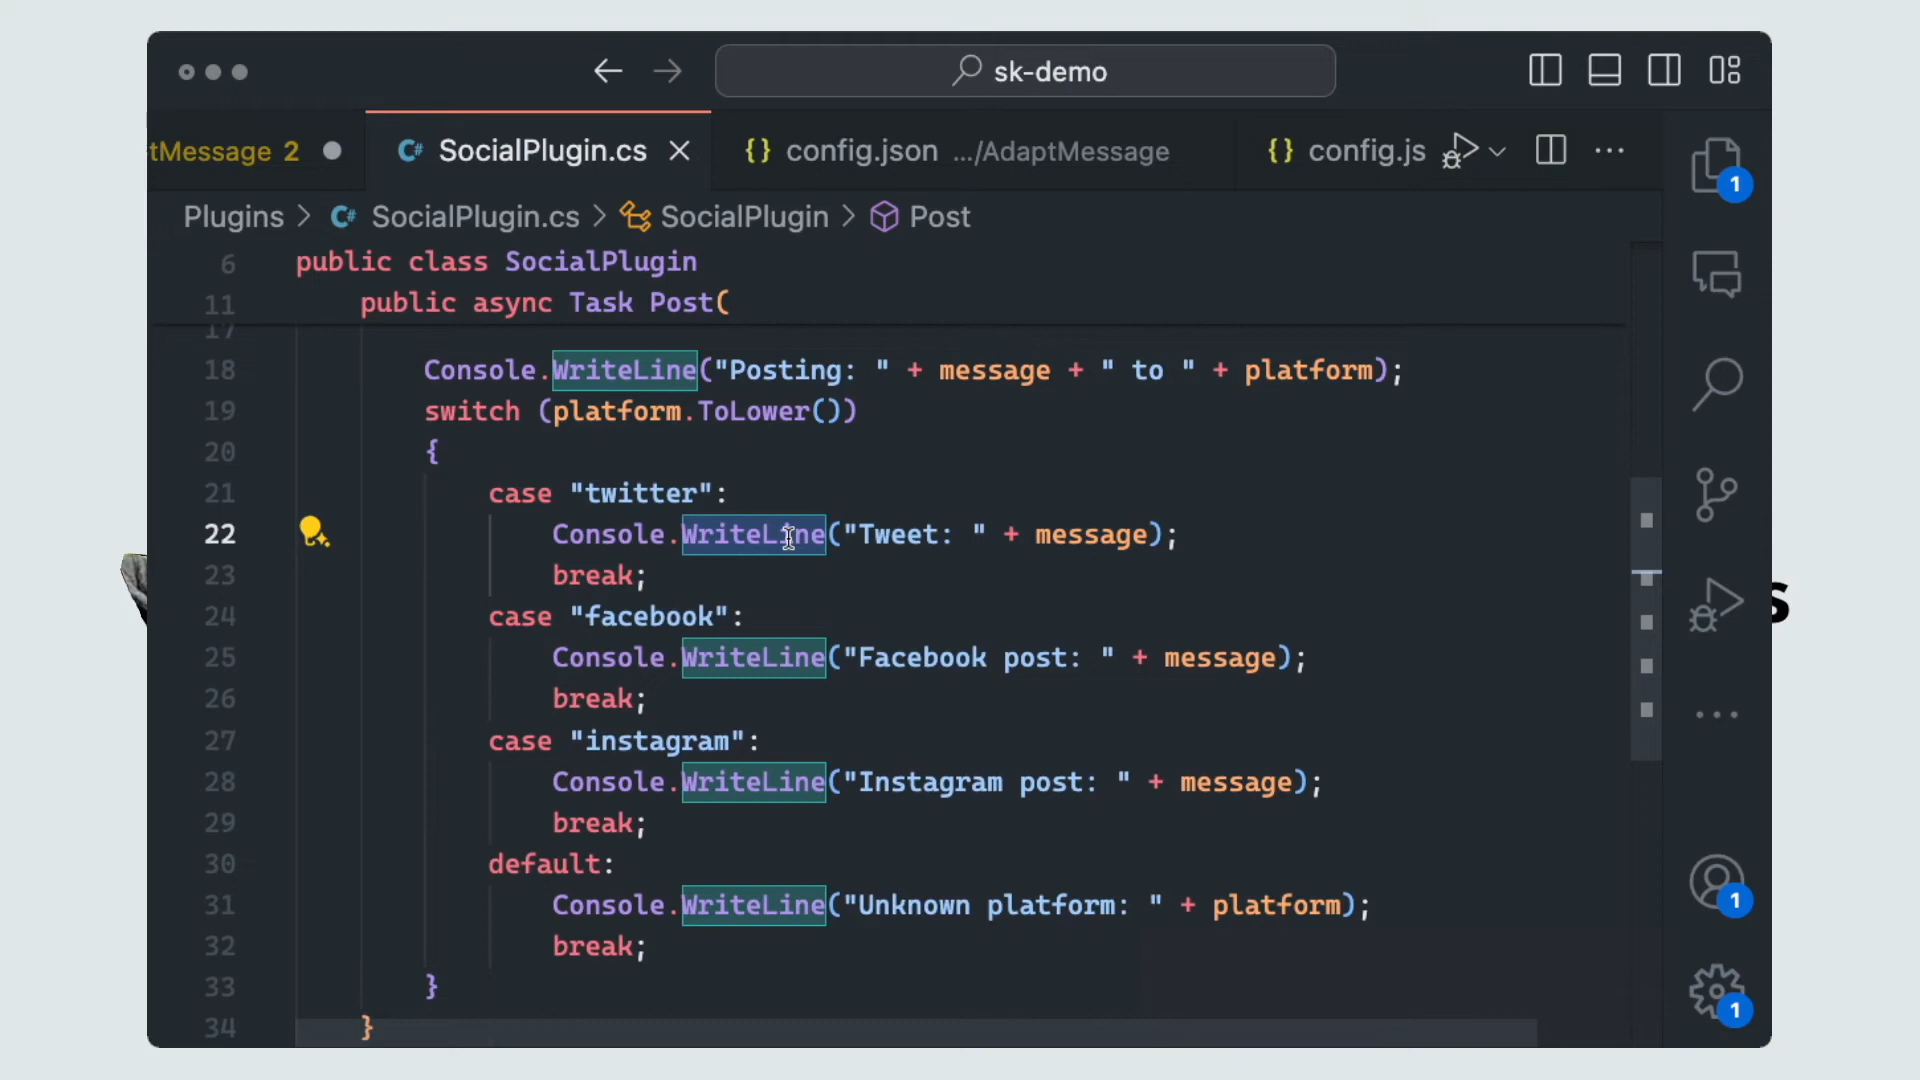 sk-demo
tMessage 2
C# SocialPlugin.cs
{} config.json .../AdaptMessage
{} config.js
1
Plugins > C# SocialPlugin.cs > SocialPlugin > Post
6 public class SocialPlugin
11 public async Task Post(
17
18 Console.WriteLine("Posting: " + message + " to " + platform);
19 switch (platform.ToLower())
20 {
21 case "twitter":
22 Console.WriteLine("Tweet: " + message);
23 break;
24 case "facebook":
25 Console.WriteLine("Facebook post: " + message);
26 break;
27 case "instagram":
28 Console.WriteLine("Instagram post: " + message);
29 break;
30 default:
31 Console.WriteLine("Unknown platform: " + platform);
32 break;
33 }
34 }
s
1
1